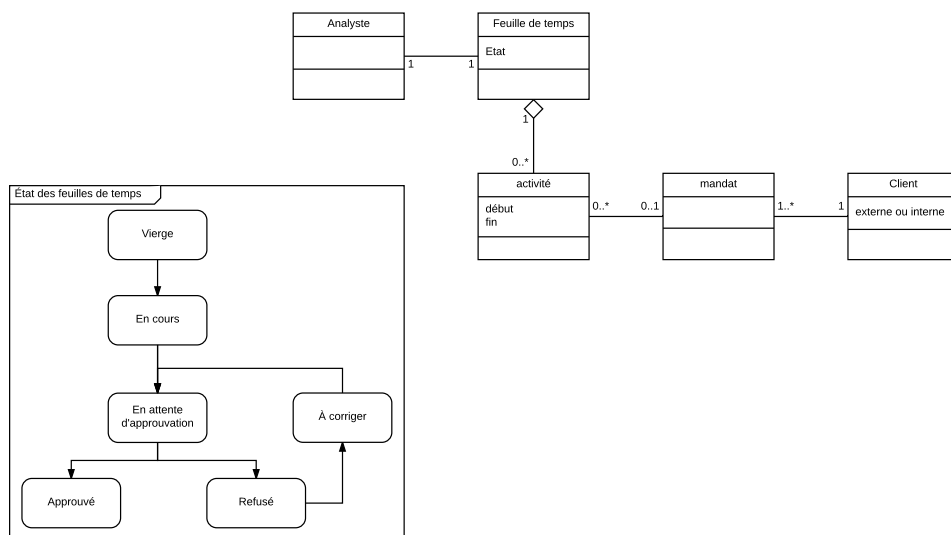 Analyste
Feuille de temps
Etat
1
1
1
0..*
activité
début
fin
0..*
0..1
mandat
1..*
1
Client
externe ou interne
État des feuilles de temps
Vierge
En cours
En attente
d'approuvation
À corriger
Approuvé
Refusé